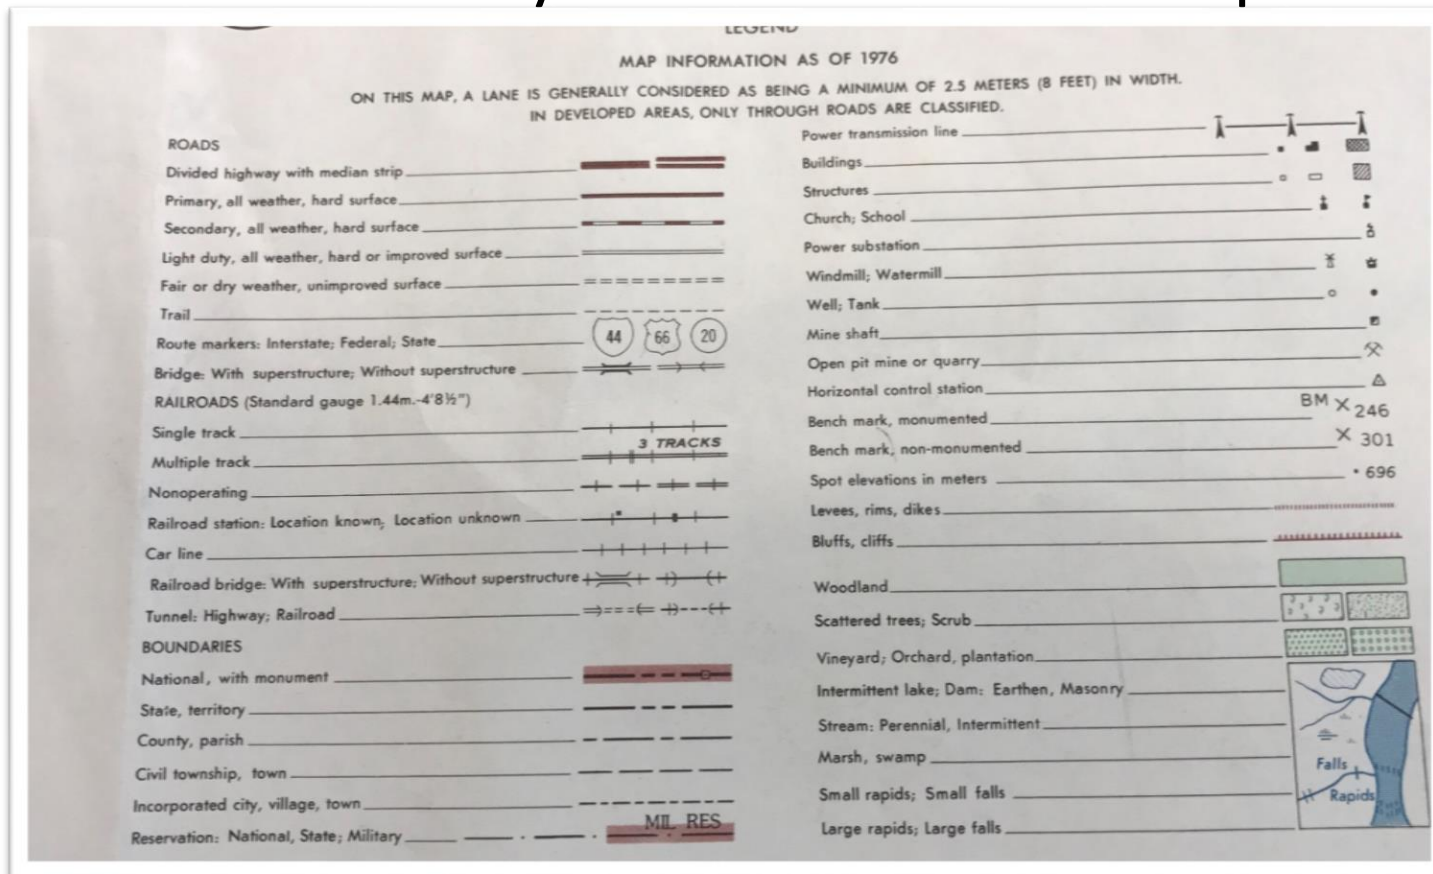 LEGEND
MAP INFORMATION AS OF 1976
ON THIS MAP, A LANE IS GENERALLY CONSIDERED AS BEING A MINIMUM OF 2.5 METERS (8 FEET) IN WIDTH.
IN DEVELOPED AREAS, ONLY THROUGH ROADS ARE CLASSIFIED.
ROADS
Divided highway with median strip
Primary, all weather, hard surface
Secondary, all weather, hard surface
Light duty, all weather, hard or improved surface
Fair or dry weather, unimproved surface
Trail
Route markers: Interstate; Federal; State 44 66 20
Bridge: With superstructure; Without superstructure
RAILROADS (Standard gauge 1.44m.-4'8½")
Single track
3 TRACKS
Multiple track
Nonoperating
Railroad station: Location known; Location unknown
Car line
Railroad bridge: With superstructure; Without superstructure
Tunnel: Highway; Railroad
BOUNDARIES
National, with monument
State, territory
County, parish
Civil township, town
Incorporated city, village, town
MIL RES
Reservation: National, State; Military
Power transmission line
Buildings
Structures
Church; School
Power substation
Windmill; Watermill
Well; Tank
Mine shaft
Open pit mine or quarry
Horizontal control station
Bench mark, monumented BM X 246
Bench mark, non-monumented X 301
Spot elevations in meters • 696
Levees, rims, dikes
Bluffs, cliffs
Woodland
Scattered trees; Scrub
Vineyard; Orchard, plantation
Intermittent lake; Dam: Earthen, Masonry
Stream: Perennial, Intermittent
Marsh, swamp
Falls
Small rapids; Small falls
Rapids
Large rapids; Large falls